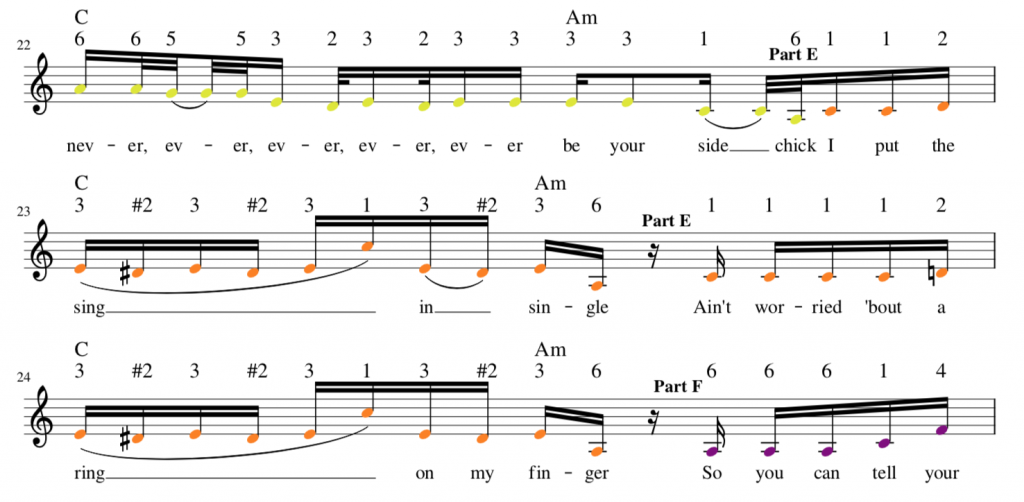 C Am
6 6 5 5 3 2 3 2 3 3 3 3 1 6 1 1 2
22 Part E
nev - er, ev - er, ev - er, ev - er, ev - er be your side chick I put the
C Am
3 #2 3 #2 3 1 3 #2 3 6 1 1 1 1 2
23 Part E
sing in sin - gle Ain't wor - ried 'bout a
C Am
3 #2 3 #2 3 1 3 #2 3 6 6 6 6 1 4
24 Part F
ring on my fin - ger So you can tell your